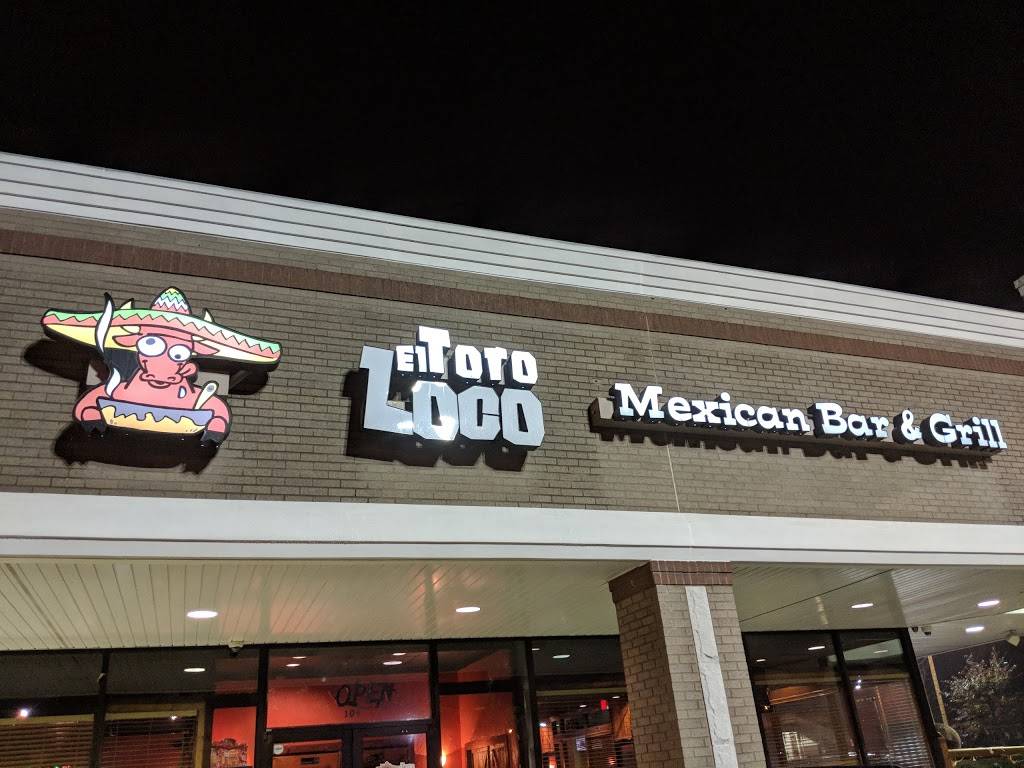 El Toro
Loco
Mexican Bar & Grill
OPEN